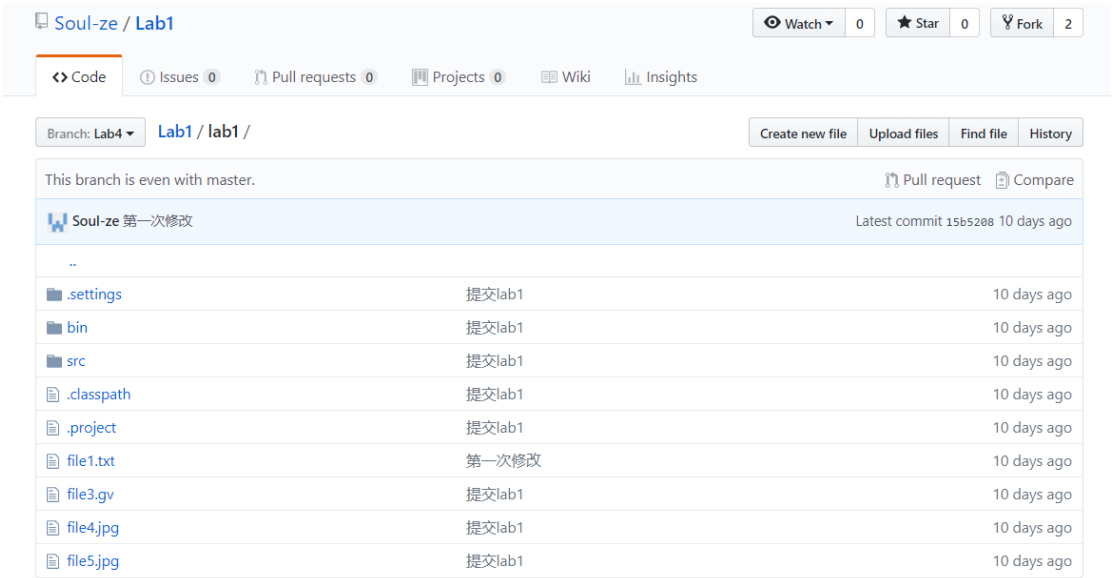 Soul-ze / Lab1 Watch 0 Star 0 Fork 2
Code Issues 0 Pull requests 0 Projects 0 Wiki Insights
Branch: Lab4 Lab1 / lab1 / Create new file Upload files Find file History
This branch is even with master. Pull request Compare
Soul-ze 第一次修改 Latest commit 15b5208 10 days ago
..
.settings 提交lab1 10 days ago
bin 提交lab1 10 days ago
src 提交lab1 10 days ago
.classpath 提交lab1 10 days ago
.project 提交lab1 10 days ago
file1.txt 第一次修改 10 days ago
file3.gv 提交lab1 10 days ago
file4.jpg 提交lab1 10 days ago
file5.jpg 提交lab1 10 days ago